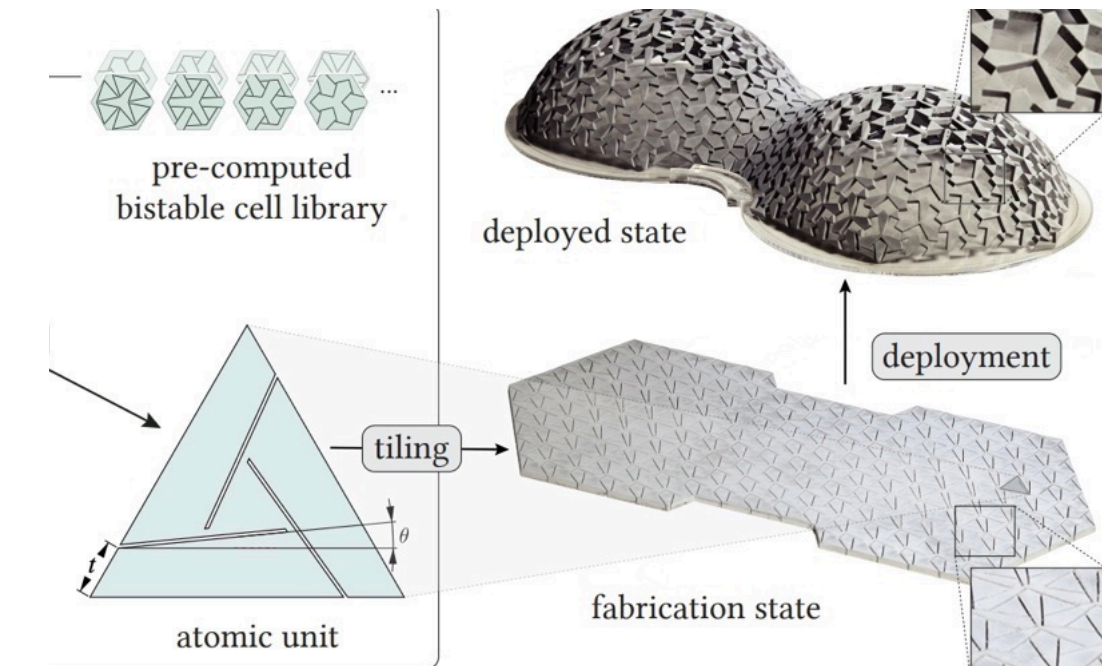 ...
pre-computed
bistable cell library
deployed state
deployment
tiling
θ
t
fabrication state
atomic unit